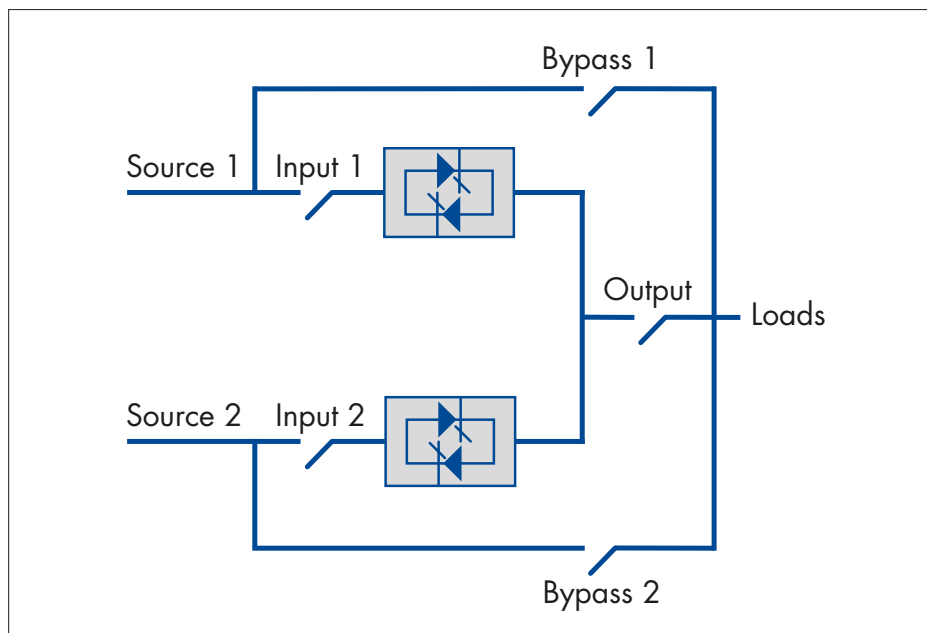 Bypass 1
Source 1 Input 1
Output
Loads
Source 2 Input 2
Bypass 2